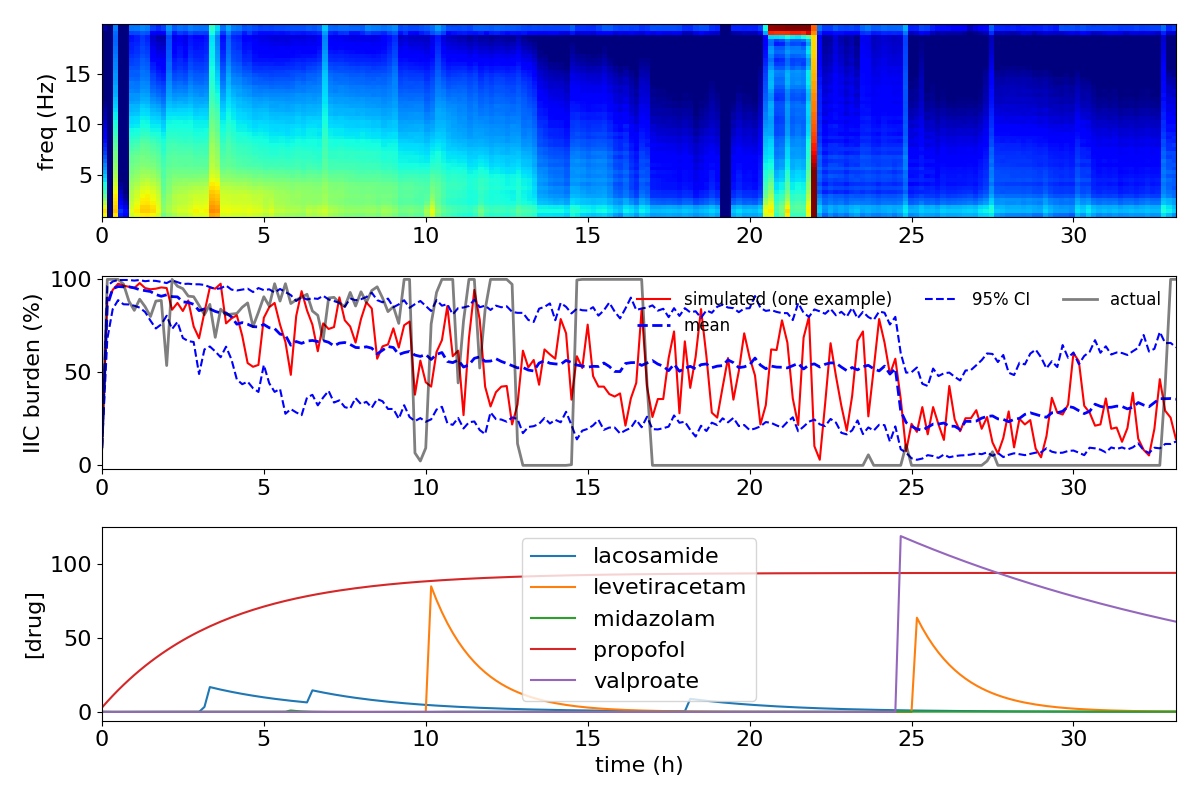 freq (Hz)
15
10
5
0 5 10 15 20 25 30
IIC burden (%)
100
50
0
simulated (one example) 95% CI actual
mean
0 5 10 15 20 25 30
[drug]
100
50
0
lacosamide
levetiracetam
midazolam
propofol
valproate
0 5 10 15 20 25 30
time (h)